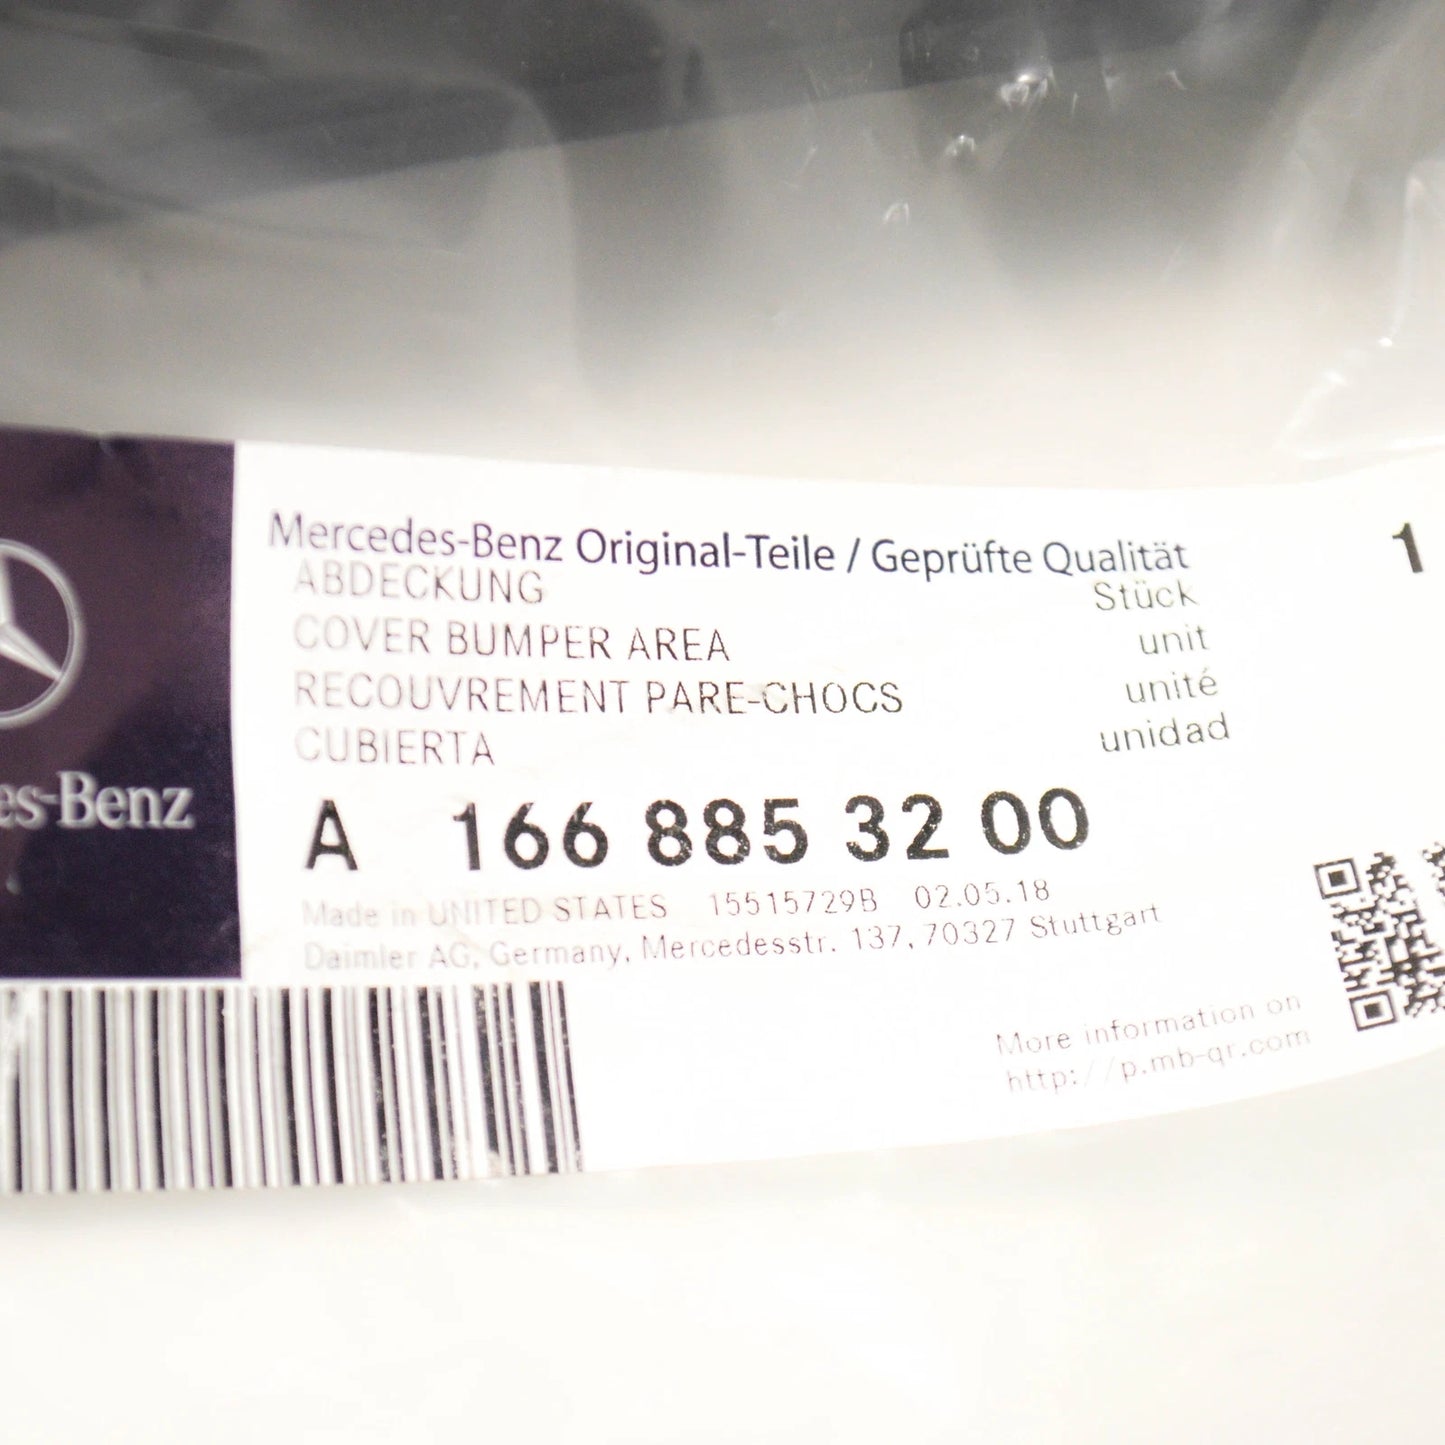 Mercedes-Benz Original-Teile / Geprüfte Qualität
1
ABDECKUNG Stück
COVER BUMPER AREA unit
RECOUVREMENT PARE-CHOCS unité
CUBIERTA unidad
es-Benz
A 166 885 32 00
Made in UNITED STATES 15515729B 02.05.18
Daimler AG, Germany, Mercedesstr. 137, 70327 Stuttgart
More information on
http://p.mb-qr.com